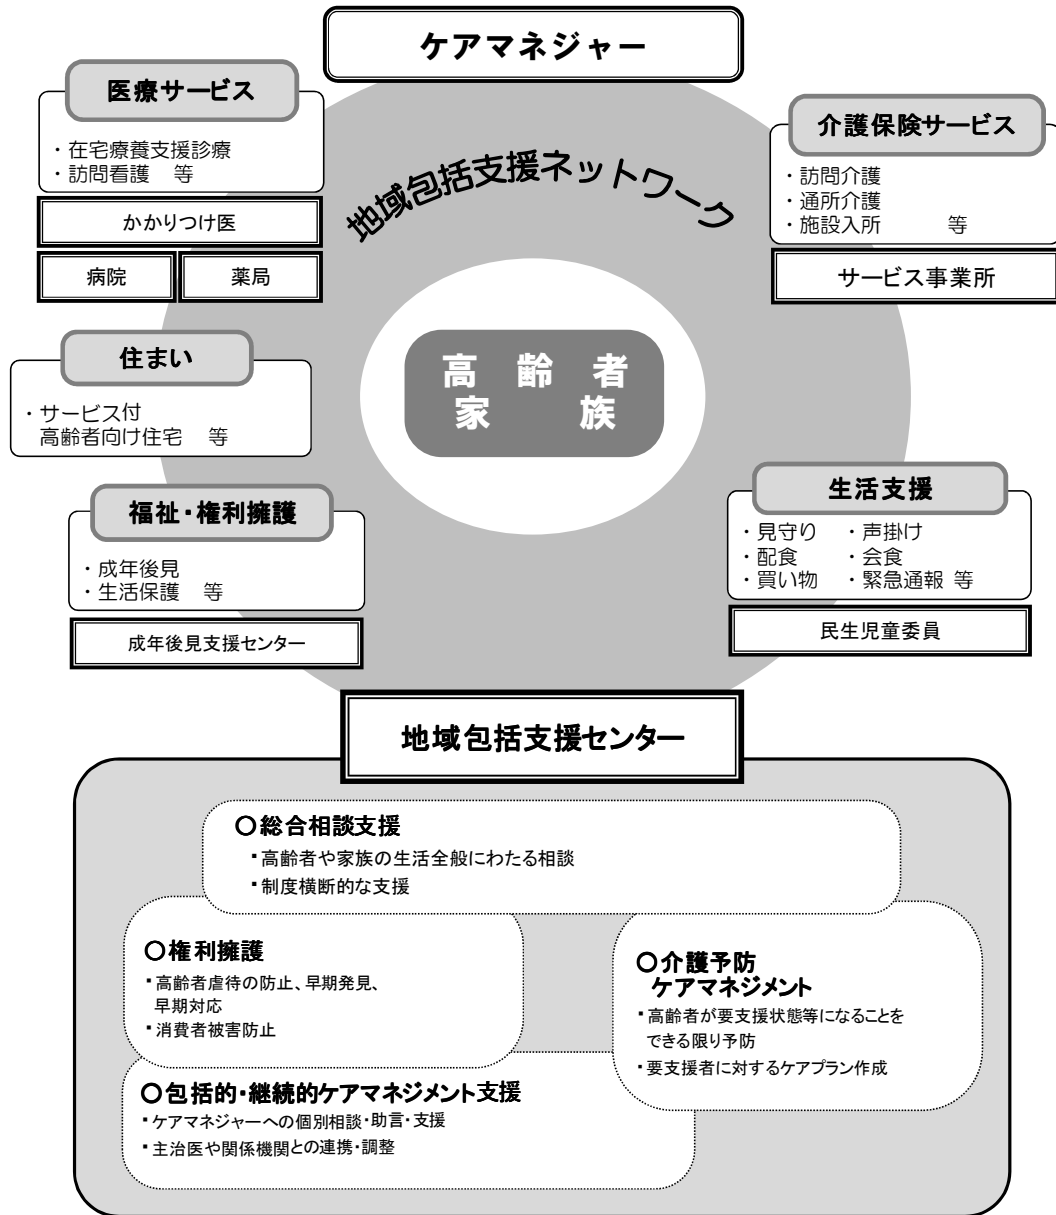 ケアマネジャー
医療サービス
・在宅療養支援診療
・訪問看護 等
かかりつけ医
病院
薬局
地域包括支援ネットワーク
介護保険サービス
・訪問介護
・通所介護
・施設入所 等
サービス事業所
高齢者
家族
住まい
・サービス付
高齢者向け住宅 等
福祉・権利擁護
・成年後見
・生活保護 等
成年後見支援センター
生活支援
・見守り ・声掛け
・配食 ・会食
・買い物 ・緊急通報 等
民生児童委員
地域包括支援センター
○総合相談支援
・高齢者や家族の生活全般にわたる相談
・制度横断的な支援
○権利擁護
・高齢者虐待の防止、早期発見、
早期対応
・消費者被害防止
○介護予防
ケアマネジメント
・高齢者が要支援状態等になることを
できる限り予防
・要支援者に対するケアプラン作成
○包括的・継続的ケアマネジメント支援
・ケアマネジャーへの個別相談・助言・支援
・主治医や関係機関との連携・調整